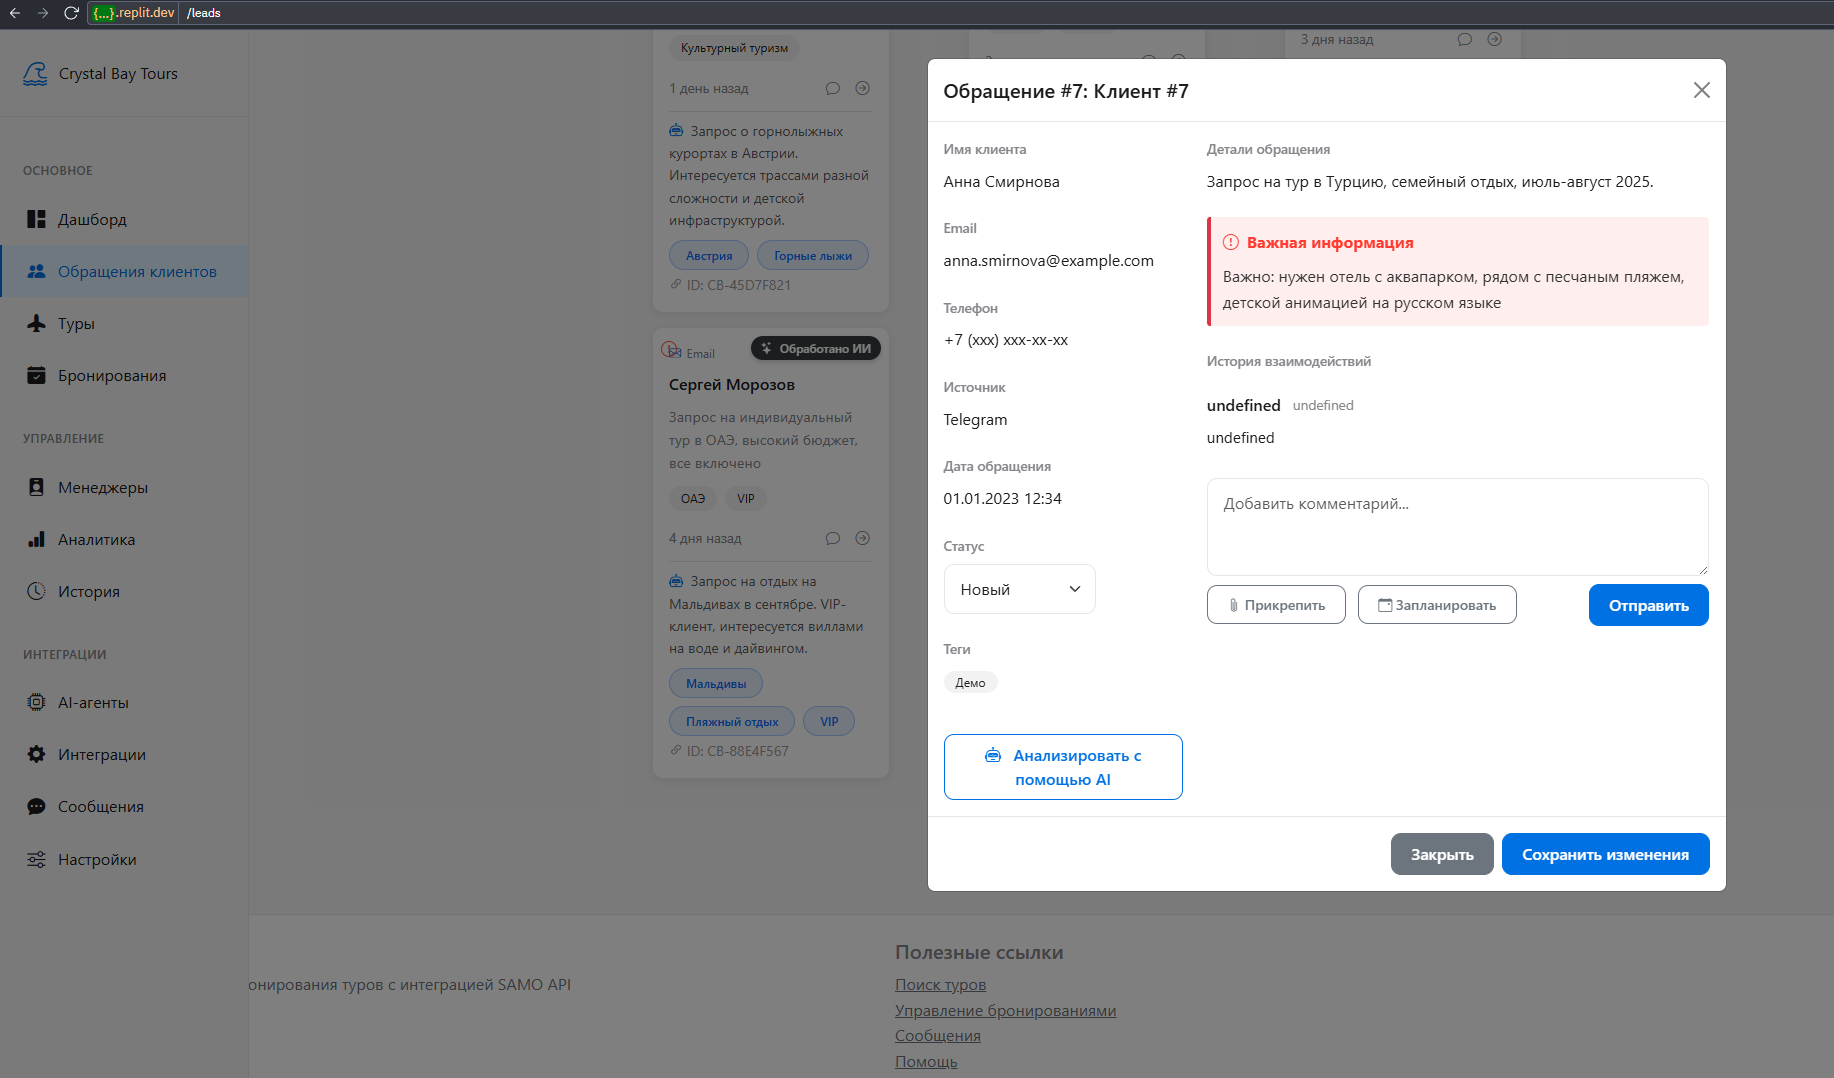 {...}.replit.dev /leads
Crystal Bay Tours
ОСНОВНОЕ
Дашборд
Обращения клиентов
Туры
Бронирования
УПРАВЛЕНИЕ
Менеджеры
Аналитика
История
ИНТЕГРАЦИИ
AI-агенты
Интеграции
Сообщения
Настройки
Культурный туризм
1 день назад
Запрос о горнолыжных
курортах в Австрии.
Интересуется трассами разной
сложности и детской
инфраструктурой.
Австрия Горные лыжи
ID: CB-45D7F821
Email Обработано ИИ
Сергей Морозов
Запрос на индивидуальный
тур в ОАЭ, высокий бюджет,
все включено
ОАЭ VIP
4 дня назад
Запрос на отдых на
Мальдивах в сентябре. VIP-
клиент, интересуется виллами
на воде и дайвингом.
Мальдивы
Пляжный отдых VIP
ID: CB-88E4F567
3 дня назад
Обращение #7: Клиент #7
Имя клиента
Анна Смирнова
Email
anna.smirnova@example.com
Телефон
+7 (xxx) xxx-xx-xx
Источник
Telegram
Дата обращения
01.01.2023 12:34
Статус
Новый
Теги
Демо
Анализировать с
помощью AI
Детали обращения
Запрос на тур в Турцию, семейный отдых, июль-август 2025.
Важная информация
Важно: нужен отель с аквапарком, рядом с песчаным пляжем,
детской анимацией на русском языке
История взаимодействий
undefined undefined
undefined
Добавить комментарий...
Прикрепить Запланировать Отправить
Закрыть Сохранить изменения
онирования туров с интеграцией SAMO API
Полезные ссылки
Поиск туров
Управление бронированиями
Сообщения
Помощь